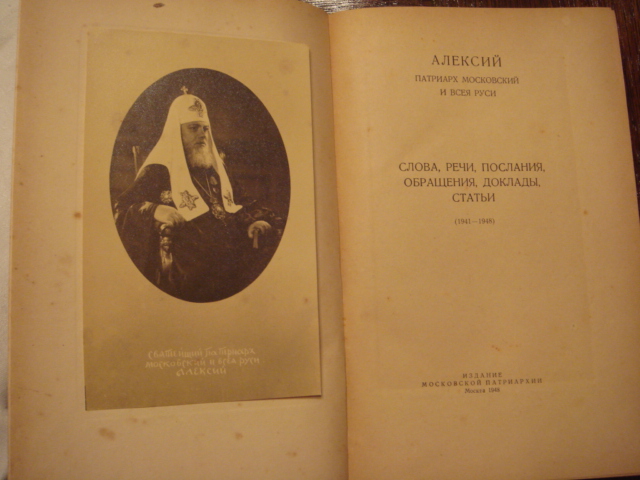 Святейший Патриарх
Московский и всея Руси
Алексий
АЛЕКСИЙ
ПАТРИАРХ МОСКОВСКИЙ
И ВСЕЯ РУСИ
СЛОВА, РЕЧИ, ПОСЛАНИЯ,
ОБРАЩЕНИЯ, ДОКЛАДЫ,
СТАТЬИ
(1941—1948)
ИЗДАНИЕ
МОСКОВСКОЙ ПАТРИАРХИИ
Москва 1948